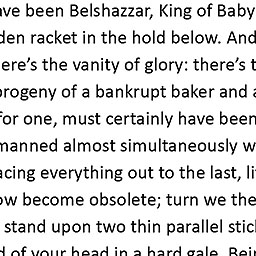 ave been Belshazzar, King of Baby
den racket in the hold below. And
ere's the vanity of glory: there's t
progeny of a bankrupt baker and a
for one, must certainly have been
manned almost simultaneously w
acing everything out to the last, li
ow become obsolete; turn we the
stand upon two thin parallel stick
d of your head in a hard gale. Bein